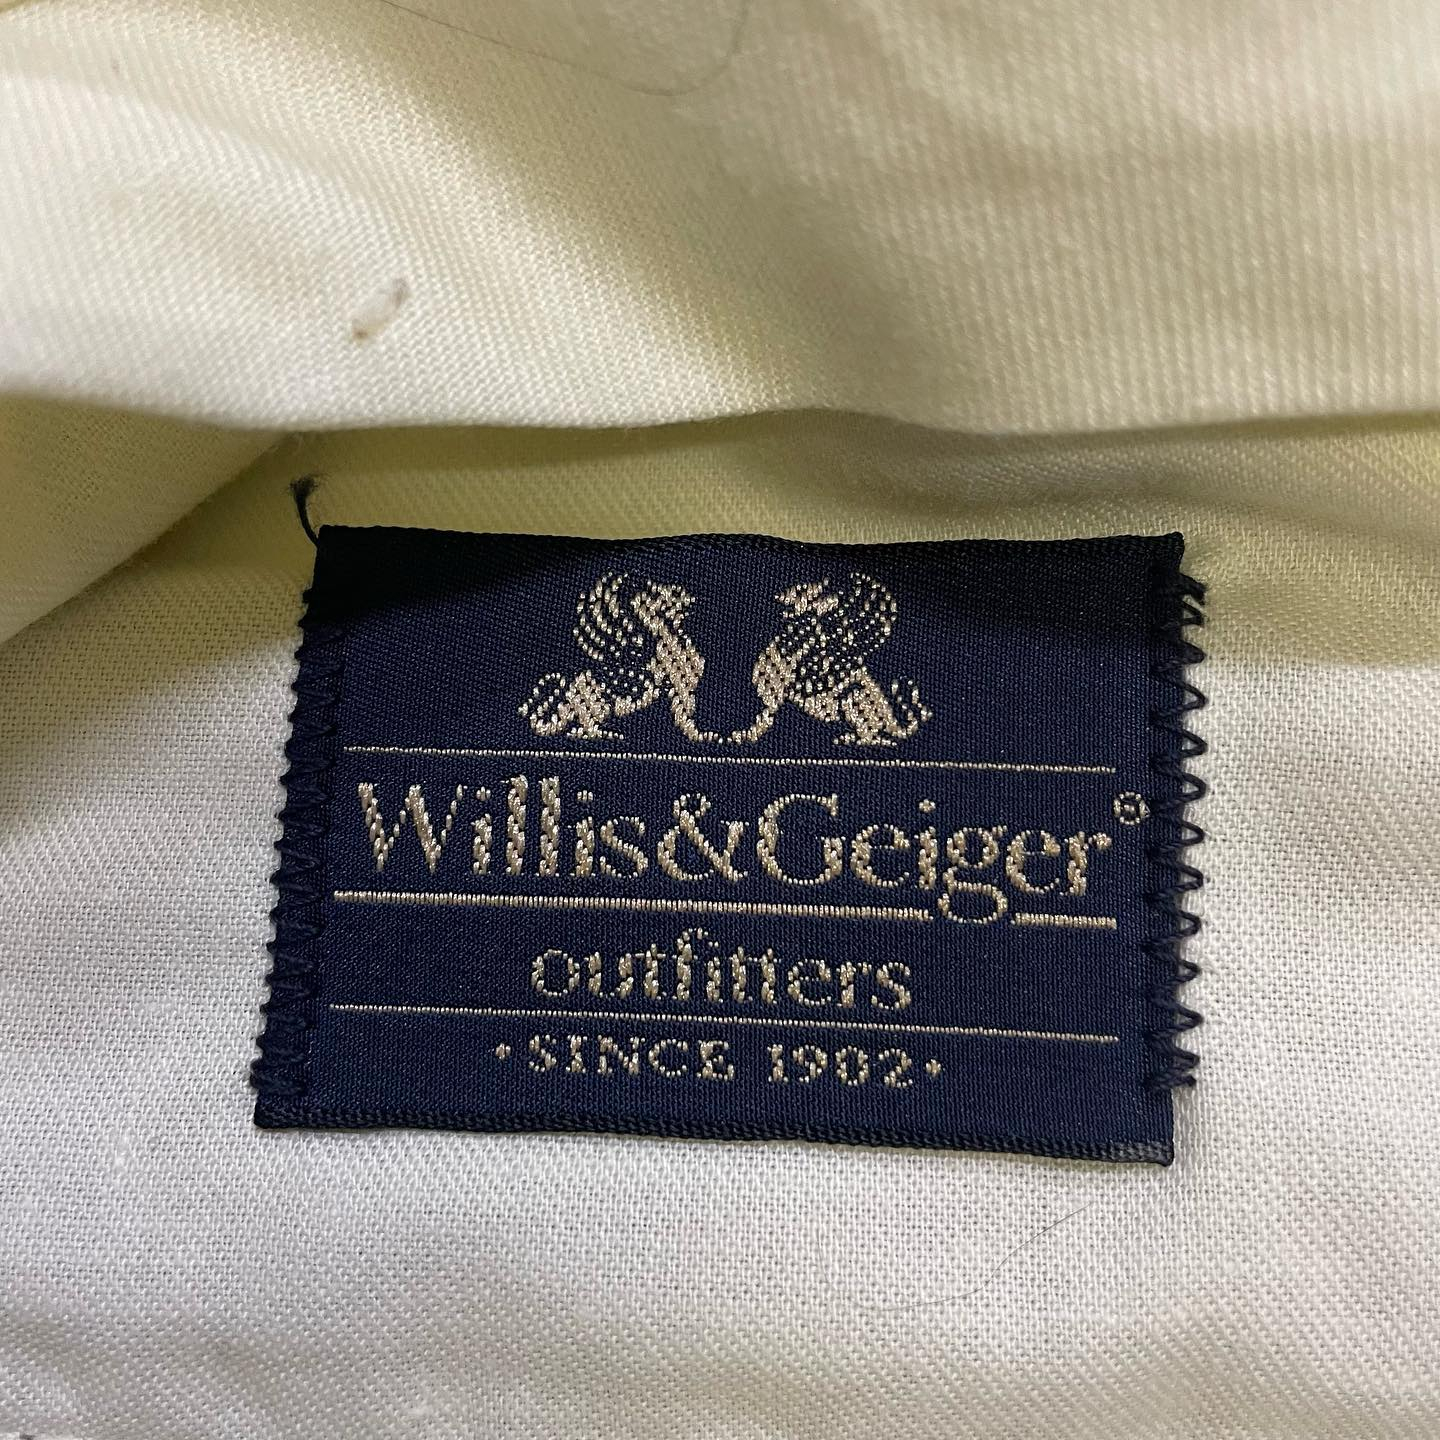 Willis&Geiger®
outfitters
·SINCE 1902·